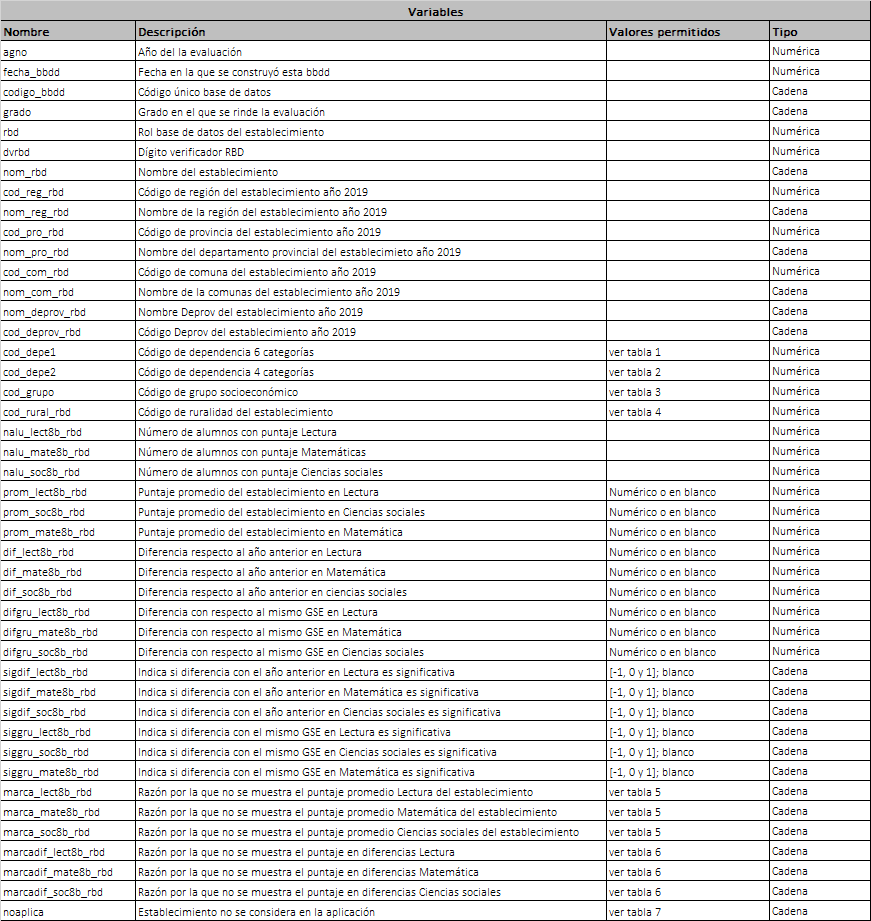 Variables
Nombre Descripción Valores permitidos Tipo
agno Año del la evaluación Numérica
fecha_bbdd Fecha en la que se construyó esta bbdd Numérica
codigo_bbdd Código único base de datos Cadena
grado Grado en el que se rinde la evaluación Cadena
rbd Rol base de datos del establecimiento Numérica
dvrbd Dígito verificador RBD Numérica
nom_rbd Nombre del establecimiento Cadena
cod_reg_rbd Código de región del establecimiento año 2019 Numérica
nom_reg_rbd Nombre de la región del establecimiento año 2019 Cadena
cod_pro_rbd Código de provincia del establecimiento año 2019 Numérica
nom_pro_rbd Nombre del departamento provincial del establecimieto año 2019 Cadena
cod_com_rbd Código de comuna del establecimiento año 2019 Numérica
nom_com_rbd Nombre de la comunas del establecimiento año 2019 Cadena
nom_deprov_rbd Nombre Deprov del establecimiento año 2019 Cadena
cod_deprov_rbd Código Deprov del establecimiento año 2019 Cadena
cod_depe1 Código de dependencia 6 categorías ver tabla 1 Numérica
cod_depe2 Código de dependencia 4 categorías ver tabla 2 Numérica
cod_grupo Código de grupo socioeconómico ver tabla 3 Numérica
cod_rural_rbd Código de ruralidad del establecimiento ver tabla 4 Numérica
nalu_lect8b_rbd Número de alumnos con puntaje Lectura Numérica
nalu_mate8b_rbd Número de alumnos con puntaje Matemáticas Numérica
nalu_soc8b_rbd Número de alumnos con puntaje Ciencias sociales Numérica
prom_lect8b_rbd Puntaje promedio del establecimiento en Lectura Numérico o en blanco Numérica
prom_soc8b_rbd Puntaje promedio del establecimiento en Ciencias sociales Numérico o en blanco Numérica
prom_mate8b_rbd Puntaje promedio del establecimiento en Matemática Numérico o en blanco Numérica
dif_lect8b_rbd Diferencia respecto al año anterior en Lectura Numérico o en blanco Numérica
dif_mate8b_rbd Diferencia respecto al año anterior en Matemática Numérico o en blanco Numérica
dif_soc8b_rbd Diferencia respecto al año anterior en ciencias sociales Numérico o en blanco Numérica
difgru_lect8b_rbd Diferencia con respecto al mismo GSE en Lectura Numérico o en blanco Numérica
difgru_mate8b_rbd Diferencia con respecto al mismo GSE en Matemática Numérico o en blanco Numérica
difgru_soc8b_rbd Diferencia con respecto al mismo GSE en Ciencias sociales Numérico o en blanco Numérica
sigdif_lect8b_rbd Indica si diferencia con el año anterior en Lectura es significativa [-1, 0 y 1]; blanco Cadena
sigdif_mate8b_rbd Indica si diferencia con el año anterior en Matemática es significativa [-1, 0 y 1]; blanco Cadena
sigdif_soc8b_rbd Indica si diferencia con el año anterior en Ciencias sociales es significativa [-1, 0 y 1]; blanco Cadena
siggru_lect8b_rbd Indica si diferencia con el mismo GSE en Lectura es significativa [-1, 0 y 1]; blanco Cadena
siggru_soc8b_rbd Indica si diferencia con el mismo GSE en Ciencias sociales es significativa [-1, 0 y 1]; blanco Cadena
siggru_mate8b_rbd Indica si diferencia con el mismo GSE en Matemática es significativa [-1, 0 y 1]; blanco Cadena
marca_lect8b_rbd Razón por la que no se muestra el puntaje promedio Lectura del establecimiento ver tabla 5 Cadena
marca_mate8b_rbd Razón por la que no se muestra el puntaje promedio Matemática del establecimiento ver tabla 5 Cadena
marca_soc8b_rbd Razón por la que no se muestra el puntaje promedio Ciencias sociales del establecimiento ver tabla 5 Cadena
marcadif_lect8b_rbd Razón por la que no se muestra el puntaje en diferencias Lectura ver tabla 6 Cadena
marcadif_mate8b_rbd Razón por la que no se muestra el puntaje en diferencias Matemática ver tabla 6 Cadena
marcadif_soc8b_rbd Razón por la que no se muestra el puntaje en diferencias Ciencias sociales ver tabla 6 Cadena
noaplica Establecimiento no se considera en la aplicación ver tabla 7 Cadena